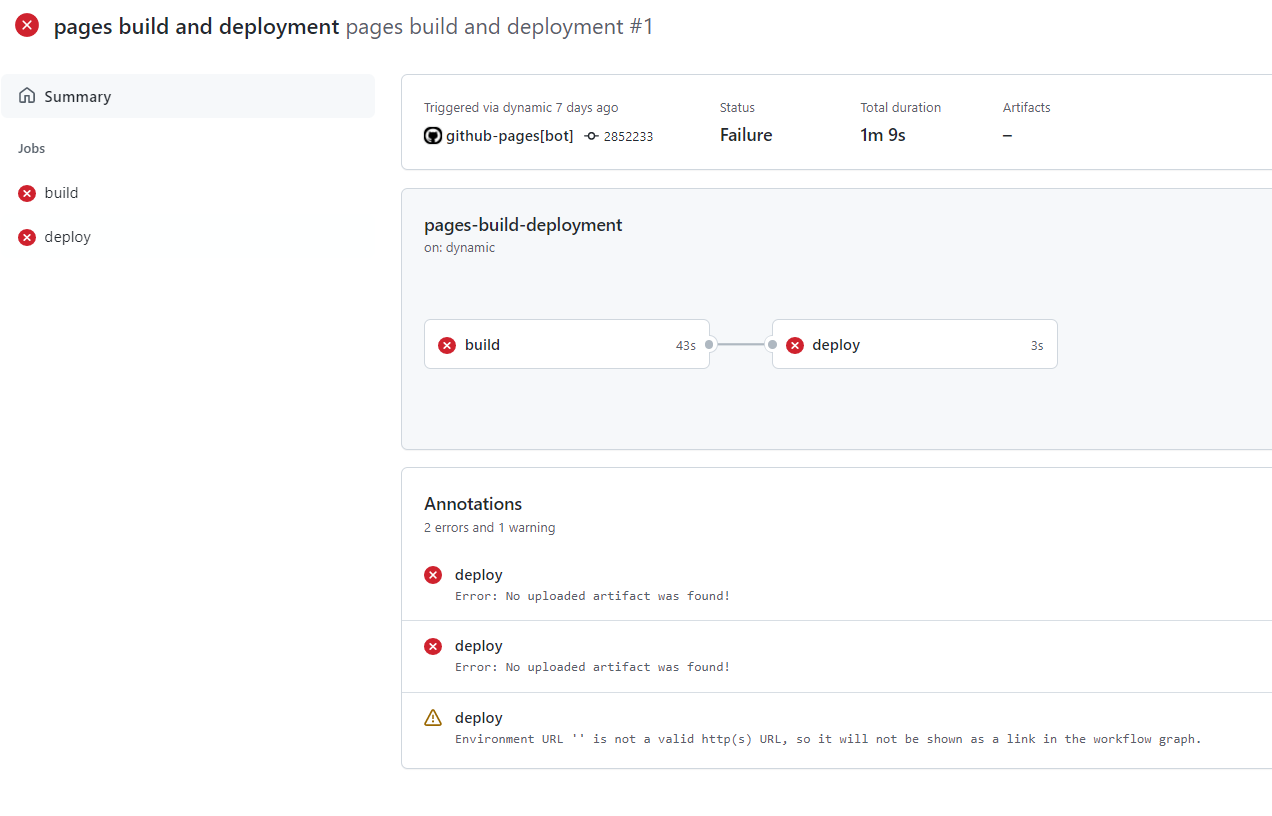 pages build and deployment pages build and deployment #1
Summary
Jobs
build
deploy
Triggered via dynamic 7 days ago
github-pages[bot] 2852233
Status
Failure
Total duration
1m 9s
Artifacts
–
pages-build-deployment
on: dynamic
build 43s
deploy 3s
Annotations
2 errors and 1 warning
deploy
Error: No uploaded artifact was found!
deploy
Error: No uploaded artifact was found!
deploy
Environment URL '' is not a valid http(s) URL, so it will not be shown as a link in the workflow graph.